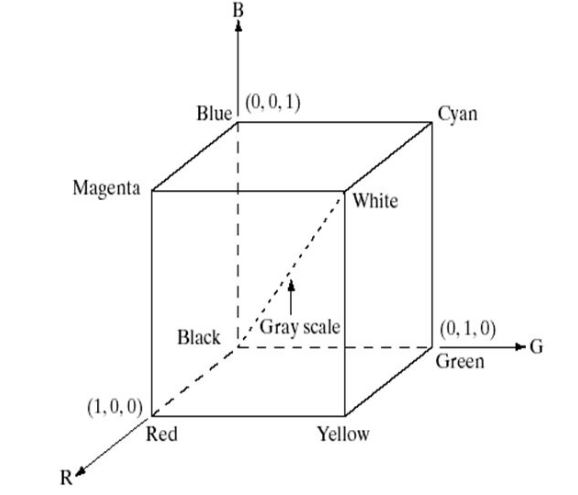 B
Blue (0, 0, 1)
Cyan
Magenta
White
Black
Gray scale
(0, 1, 0)
G
Green
(1, 0, 0)
Red
Yellow
R